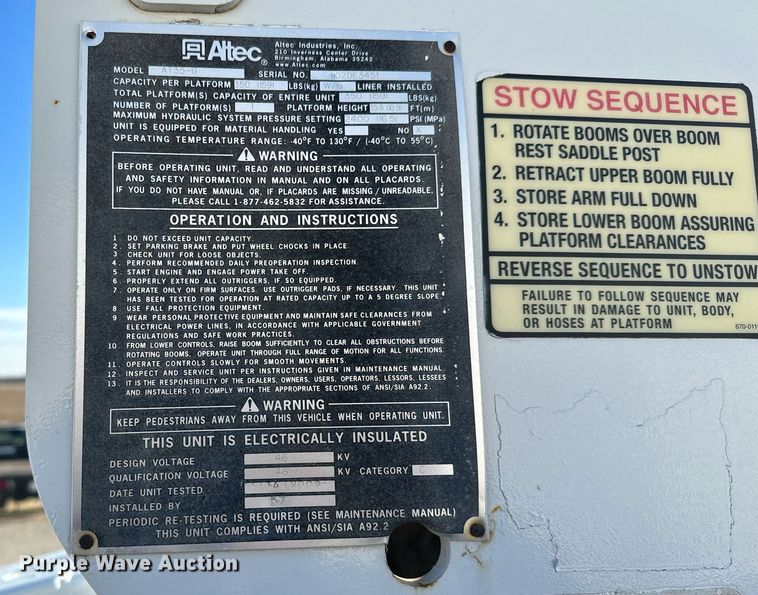 Altec
Altec Industries, Inc.
210 Inverness Center Drive
Birmingham, Alabama 35242
www.Altec.com
MODEL AT35-G SERIAL NO.
CAPACITY PER PLATFORM 350 (159) LBS(kg) W/O LINER INSTALLED
TOTAL PLATFORM(S) CAPACITY OF ENTIRE UNIT 350 (159) LBS(kg)
NUMBER OF PLATFORM(S) PLATFORM HEIGHT FT(m)
MAXIMUM HYDRAULIC SYSTEM PRESSURE SETTING 2400 (16.5) PSI (MPa)
UNIT IS EQUIPPED FOR MATERIAL HANDLING YES NO X
OPERATING TEMPERATURE RANGE: -40°F TO 130°F / (-40°C TO 55°C)
WARNING
BEFORE OPERATING UNIT, READ AND UNDERSTAND ALL OPERATING
AND SAFETY INFORMATION IN MANUAL AND ON ALL PLACARDS.
IF YOU DO NOT HAVE MANUAL OR, IF PLACARDS ARE MISSING / UNREADABLE,
PLEASE CALL 1-877-462-5832 FOR ASSISTANCE.
OPERATION AND INSTRUCTIONS
1. DO NOT EXCEED UNIT CAPACITY.
2. SET PARKING BRAKE AND PUT WHEEL CHOCKS IN PLACE.
3. CHECK UNIT FOR LOOSE OBJECTS.
4. PERFORM RECOMMENDED DAILY PREOPERATION INSPECTION.
5. START ENGINE AND ENGAGE POWER TAKE OFF.
6. PROPERLY EXTEND ALL OUTRIGGERS, IF SO EQUIPPED.
7. OPERATE ONLY ON FIRM SURFACES. USE OUTRIGGER PADS, IF NECESSARY. THIS UNIT
HAS BEEN TESTED FOR OPERATION AT RATED CAPACITY UP TO A 5 DEGREE SLOPE.
8. USE FALL PROTECTION EQUIPMENT.
9. WEAR PERSONAL PROTECTIVE EQUIPMENT AND MAINTAIN SAFE CLEARANCES FROM
ELECTRICAL POWER LINES, IN ACCORDANCE WITH APPLICABLE GOVERNMENT
REGULATIONS AND SAFE WORK PRACTICES.
10. FROM LOWER CONTROLS, RAISE BOOM SUFFICIENTLY TO CLEAR ALL OBSTRUCTIONS BEFORE
ROTATING BOOMS. OPERATE UNIT THROUGH FULL RANGE OF MOTION FOR ALL FUNCTIONS.
11. OPERATE CONTROLS SLOWLY FOR SMOOTH MOVEMENTS.
12. INSPECT AND SERVICE UNIT PER INSTRUCTIONS GIVEN IN MAINTENANCE MANUAL.
13. IT IS THE RESPONSIBILITY OF THE DEALERS, OWNERS, USERS, OPERATORS, LESSORS, LESSEES
AND INSTALLERS TO COMPLY WITH THE APPROPRIATE SECTIONS OF ANSI/SIA A92.2.
WARNING
KEEP PEDESTRIANS AWAY FROM THIS VEHICLE WHEN OPERATING UNIT.
THIS UNIT IS ELECTRICALLY INSULATED
DESIGN VOLTAGE 46 KV
QUALIFICATION VOLTAGE 46 KV CATEGORY C
DATE UNIT TESTED
INSTALLED BY
PERIODIC RE-TESTING IS REQUIRED (SEE MAINTENANCE MANUAL)
THIS UNIT COMPLIES WITH ANSI/SIA A92.2
STOW SEQUENCE
1. ROTATE BOOMS OVER BOOM
REST SADDLE POST
2. RETRACT UPPER BOOM FULLY
3. STORE ARM FULL DOWN
4. STORE LOWER BOOM ASSURING
PLATFORM CLEARANCES
REVERSE SEQUENCE TO UNSTOW
FAILURE TO FOLLOW SEQUENCE MAY
RESULT IN DAMAGE TO UNIT, BODY,
OR HOSES AT PLATFORM
Purple Wave Auction